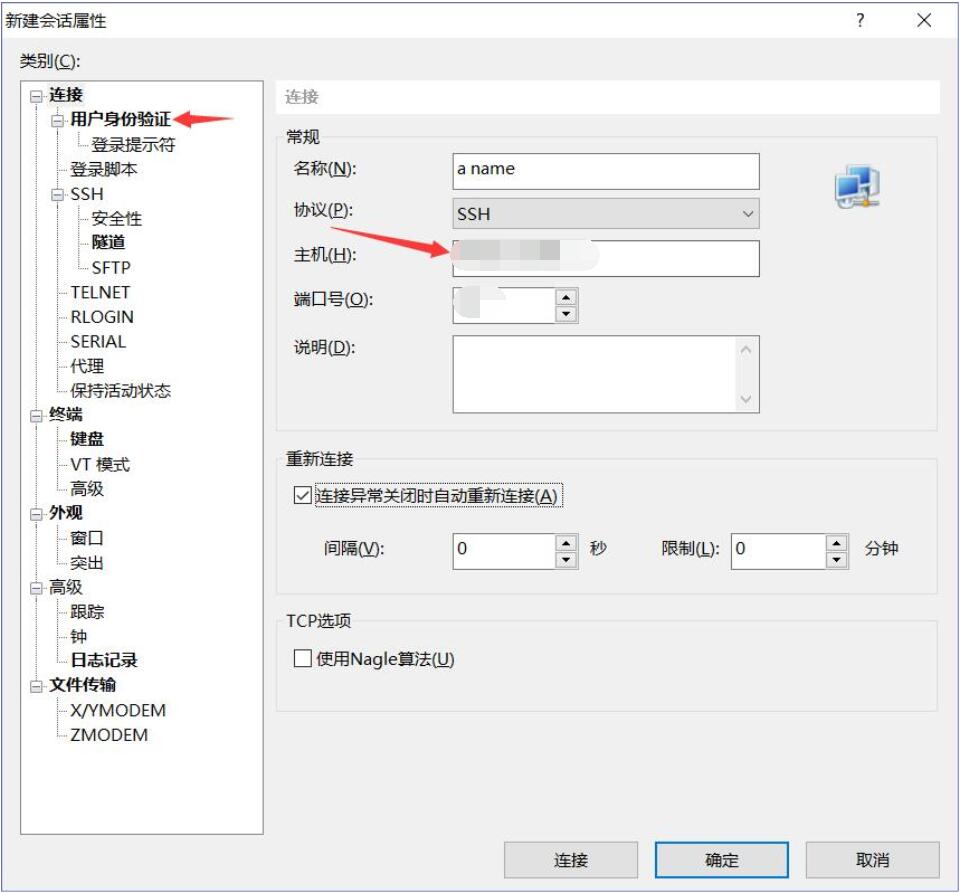 新建会话属性
?
类别(C):
连接
用户身份验证
登录提示符
登录脚本
SSH
安全性
隧道
SFTP
TELNET
RLOGIN
SERIAL
代理
保持活动状态
终端
键盘
VT 模式
高级
外观
窗口
突出
高级
跟踪
钟
日志记录
文件传输
X/YMODEM
ZMODEM
连接
常规
名称(N): a name
协议(P): SSH
主机(H):
端口号(O):
说明(D):
重新连接
连接异常关闭时自动重新连接(A)
间隔(V): 0 秒 限制(L): 0 分钟
TCP选项
使用Nagle算法(U)
连接 确定 取消